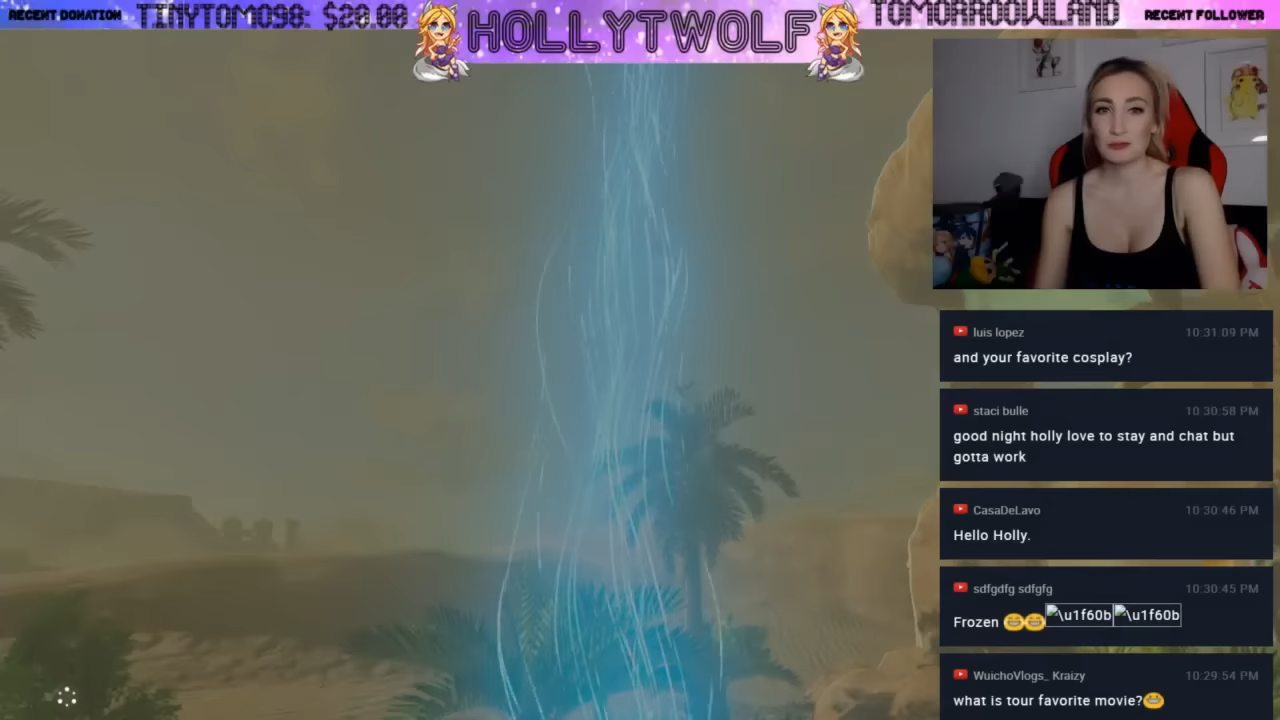 RECENT DONATION
TINYTOMO98: $20.00
HOLLYTWOLF
TOMORROOWLAND
RECENT FOLLOWER
luis lopez 10:31:09 PM
and your favorite cosplay?
staci bulle 10:30:58 PM
good night holly love to stay and chat but
gotta work
CasaDeLavo 10:30:46 PM
Hello Holly.
sdfgdfg sdfgfg 10:30:45 PM
Frozen 😁😁\u1f60b\u1f60b
WuichoVlogs_ Kraizy 10:29:54 PM
what is tour favorite movie?😁